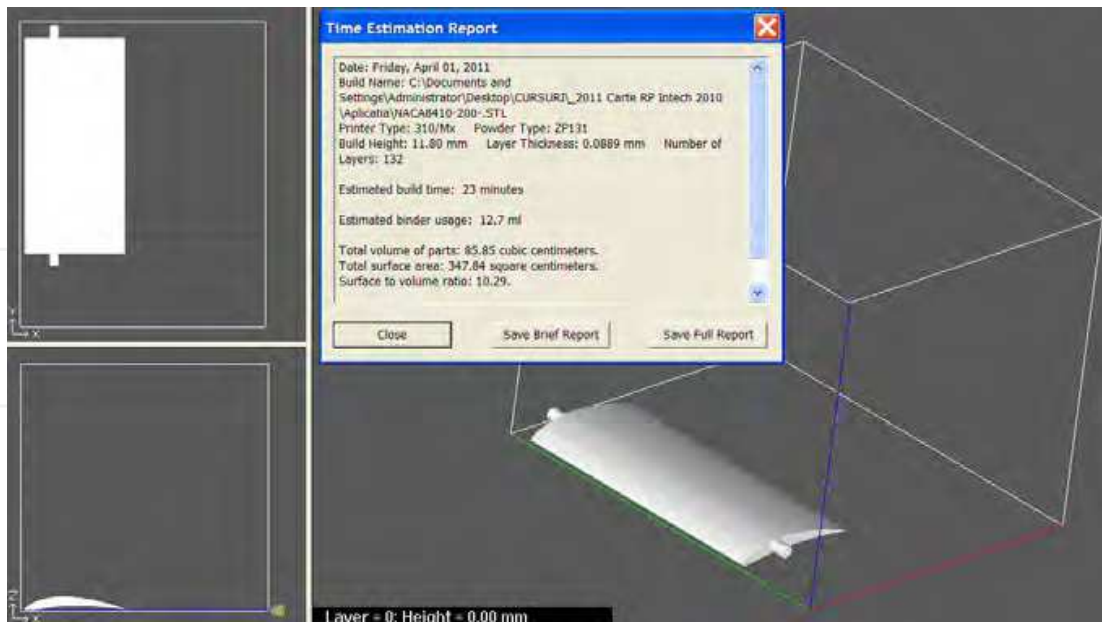 Time Estimation Report
Date: Friday, April 01, 2011
Build Name: C:\Documents and
Settings\Administrator\Desktop\CURSURI\_2011 Carte RP Intech 2010
\Aplicatia\NACA8410-200-.STL
Printer Type: 310/Mx Powder Type: ZP131
Build Height: 11.80 mm Layer Thickness: 0.0889 mm Number of
Layers: 132
Estimated build time: 23 minutes
Estimated binder usage: 12.7 ml
Total volume of parts: 85.85 cubic centimeters.
Total surface area: 347.84 square centimeters.
Surface to volume ratio: 10.29.
Close Save Brief Report Save Full Report
Y
X
Z
X
Layer = 0: Height = 0.00 mm